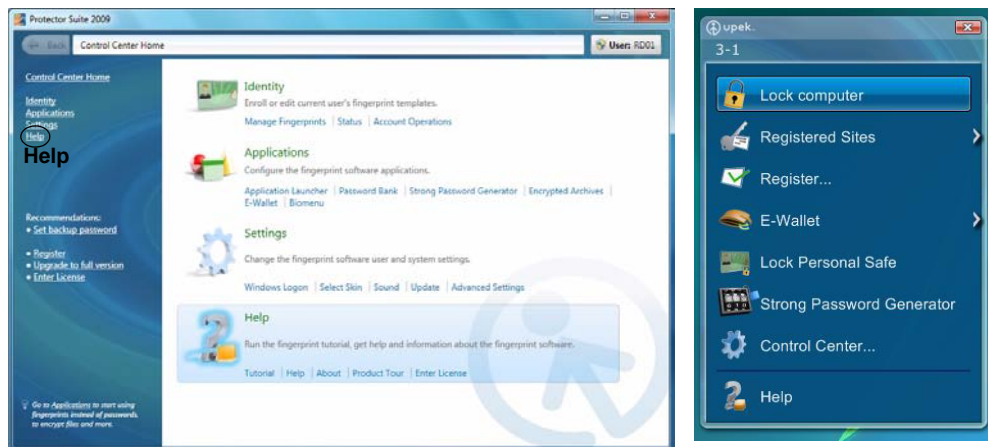 Protector Suite 2009
Back
Control Center Home
User: RD01
Control Center Home
Identity
Applications
Settings
Help
Help
Recommendations:
• Set backup password
• Register
• Upgrade to full version
• Enter License
Go to Applications to start using
fingerprints instead of passwords,
to encrypt files and more.
Identity
Enroll or edit current user's fingerprint templates.
Manage Fingerprints | Status | Account Operations
Applications
Configure the fingerprint software applications.
Application Launcher | Password Bank | Strong Password Generator | Encrypted Archives |
E-Wallet | Biomenu
Settings
Change the fingerprint software user and system settings.
Windows Logon | Select Skin | Sound | Update | Advanced Settings
Help
Run the fingerprint tutorial, get help and information about the fingerprint software.
Tutorial | Help | About | Product Tour | Enter License
upek.
3-1
Lock computer
Registered Sites
Register...
E-Wallet
Lock Personal Safe
Strong Password Generator
Control Center...
Help